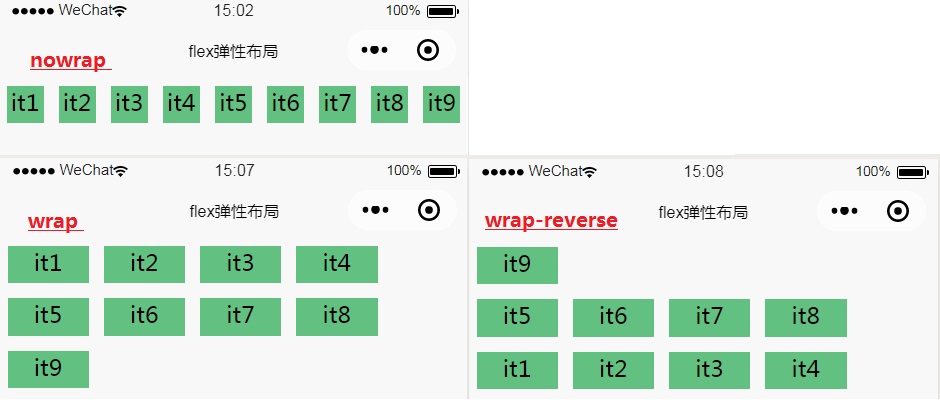 ●●●●● WeChat 15:02 100%
nowrap flex弹性布局
it1 it2 it3 it4 it5 it6 it7 it8 it9
●●●●● WeChat 15:07 100%
wrap flex弹性布局
it1 it2 it3 it4
it5 it6 it7 it8
it9
●●●●● WeChat 15:08 100%
wrap-reverse flex弹性布局
it9
it5 it6 it7 it8
it1 it2 it3 it4